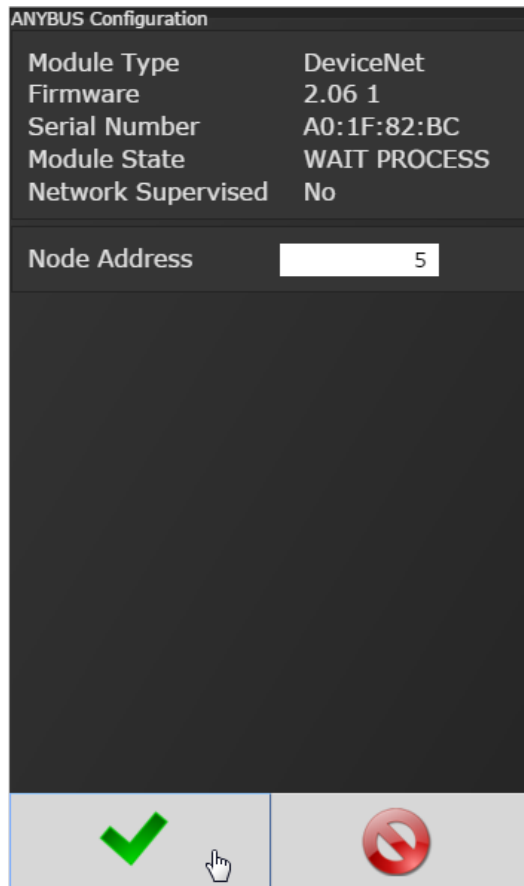 ANYBUS Configuration
Module Type DeviceNet
Firmware 2.06 1
Serial Number A0:1F:82:BC
Module State WAIT PROCESS
Network Supervised No
Node Address 5